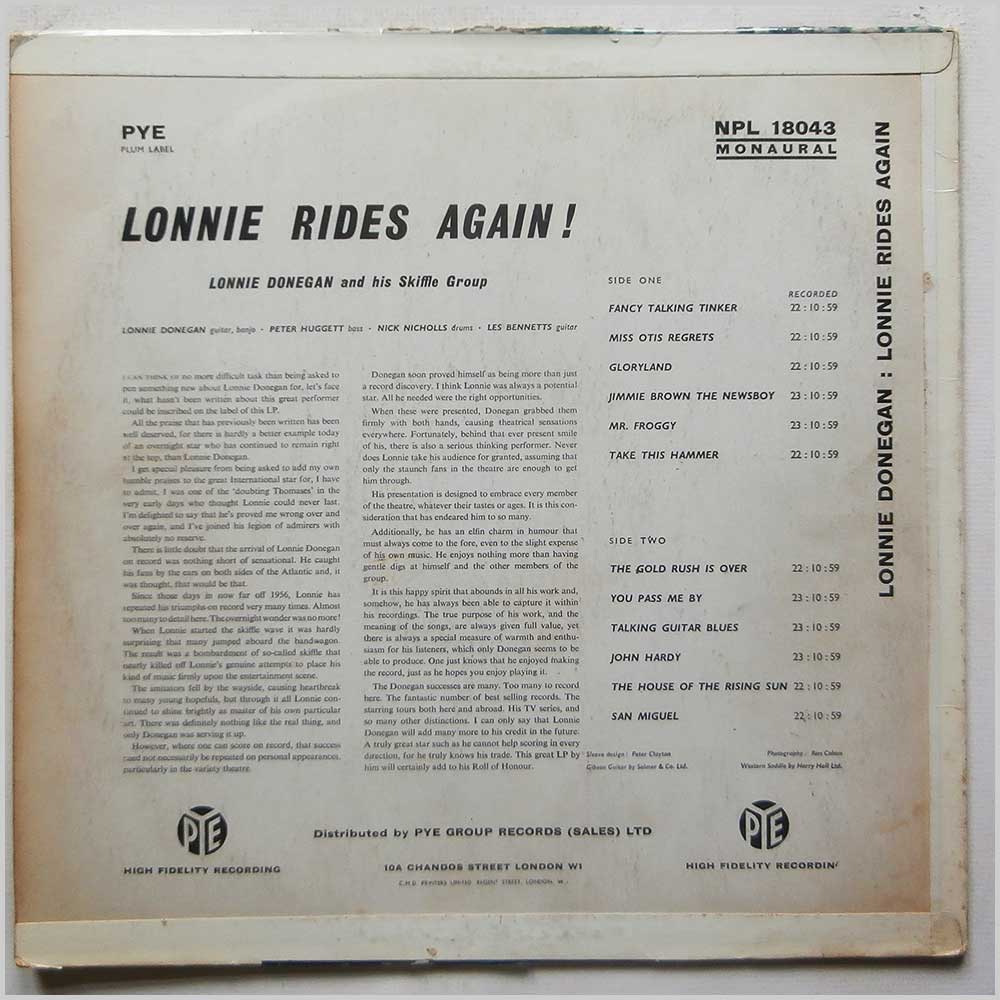 PYE
PLUM LABEL
NPL 18043
MONAURAL
LONNIE RIDES AGAIN!
LONNIE DONEGAN and his Skiffle Group
LONNIE DONEGAN guitar, banjo · PETER HUGGETT bass · NICK NICHOLLS drums · LES BENNETTS guitar
I CAN THINK OF no more difficult task than being asked to
pen something new about Lonnie Donegan for, let's face
it, what hasn't been written about this great performer
could be inscribed on the label of this LP.
All the praise that has previously been written has been
well deserved, for there is hardly a better example today
of an overnight star who has continued to remain right
at the top, than Lonnie Donegan.
I get special pleasure from being asked to add my own
humble praises to the great International star for, I have
to admit, I was one of the 'doubting Thomases' in the
very early days who thought Lonnie could never last.
I'm delighted to say that he's proved me wrong over and
over again, and I've joined his legion of admirers with
absolutely no reserve.
There is little doubt that the arrival of Lonnie Donegan
on record was nothing short of sensational. He caught
his fans by the ears on both sides of the Atlantic and, it
was thought, that would be that.
Since those days in now far off 1956, Lonnie has
repeated his triumphs on record very many times. Almost
too many to detail here. The overnight wonder was no more!
When Lonnie started the skiffle wave it was hardly
surprising that many jumped aboard the bandwagon.
The result was a bombardment of so-called skiffle that
nearly killed off Lonnie's genuine attempts to place his
kind of music firmly upon the entertainment scene.
The imitators fell by the wayside, causing heartbreak
to many young hopefuls, but through it all Lonnie con-
tinued to shine brightly as master of his own particular
art. There was definitely nothing like the real thing, and
only Donegan was serving it up.
However, where one can score on record, that success
need not necessarily be repeated on personal appearances,
particularly in the variety theatre.
Donegan soon proved himself as being more than just
a record discovery. I think Lonnie was always a potential
star. All he needed were the right opportunities.
When these were presented, Donegan grabbed them
firmly with both hands, causing theatrical sensations
everywhere. Fortunately, behind that ever present smile
of his, there is also a serious thinking performer. Never
does Lonnie take his audience for granted, assuming that
only the staunch fans in the theatre are enough to get
him through.
His presentation is designed to embrace every member
of the theatre, whatever their tastes or ages. It is this con-
sideration that has endeared him to so many.
Additionally, he has an elfin charm in humour that
must always come to the fore, even to the slight expense
of his own music. He enjoys nothing more than having
gentle digs at himself and the other members of the
group.
It is this happy spirit that abounds in all his work and,
somehow, he has always been able to capture it within
his recordings. The true purpose of his work, and the
meaning of the songs, are always given full value, yet
there is always a special measure of warmth and enthu-
siasm for his listeners, which only Donegan seems to be
able to produce. One just knows that he enjoyed making
the record, just as he hopes you enjoy playing it.
The Donegan successes are many. Too many to record
here. The fantastic number of best selling records. The
starring tours both here and abroad. His TV series, and
so many other distinctions. I can only say that Lonnie
Donegan will add many more to his credit in the future.
A truly great star such as he cannot help scoring in every
direction, for he truly knows his trade. This great LP by
him will certainly add to his Roll of Honour.
SIDE ONE
RECORDED
FANCY TALKING TINKER 22:10:59
MISS OTIS REGRETS 22:10:59
GLORYLAND 22:10:59
JIMMIE BROWN THE NEWSBOY 23:10:59
MR. FROGGY 23:10:59
TAKE THIS HAMMER 22:10:59
SIDE TWO
THE GOLD RUSH IS OVER 22:10:59
YOU PASS ME BY 23:10:59
TALKING GUITAR BLUES 23:10:59
JOHN HARDY 23:10:59
THE HOUSE OF THE RISING SUN 22:10:59
SAN MIGUEL 22:10:59
Sleeve design: Peter Clayton
Photography: Ross Colson
Gibson Guitar by Selmer & Co. Ltd.
Western Saddle by Harry Hall Ltd.
PYE
HIGH FIDELITY RECORDING
Distributed by PYE GROUP RECORDS (SALES) LTD
10A CHANDOS STREET LONDON W1
C.M.D. PRINTERS LIMITED REGENT STREET, LONDON, W.
PYE
HIGH FIDELITY RECORDIN
LONNIE DONEGAN : LONNIE RIDES AGAIN